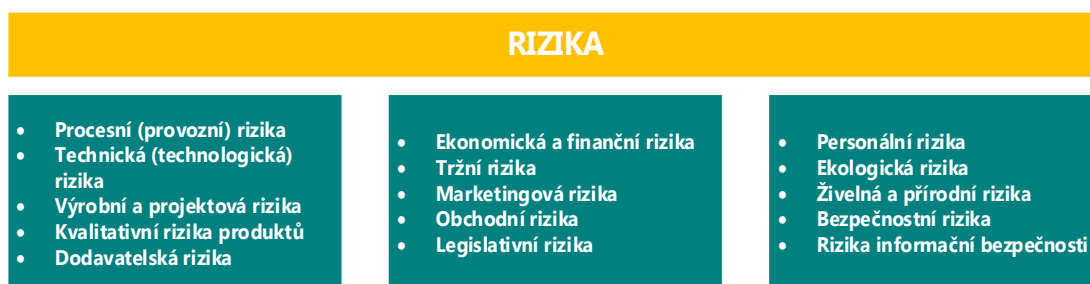 RIZIKA
• Procesní (provozní) rizika
• Technická (technologická)
rizika
• Výrobní a projektová rizika
• Kvalitativní rizika produktů
• Dodavatelská rizika
• Ekonomická a finanční rizika
• Tržní rizika
• Marketingová rizika
• Obchodní rizika
• Legislativní rizika
• Personální rizika
• Ekologická rizika
• Živelná a přírodní rizika
• Bezpečnostní rizika
• Rizika informační bezpečnosti